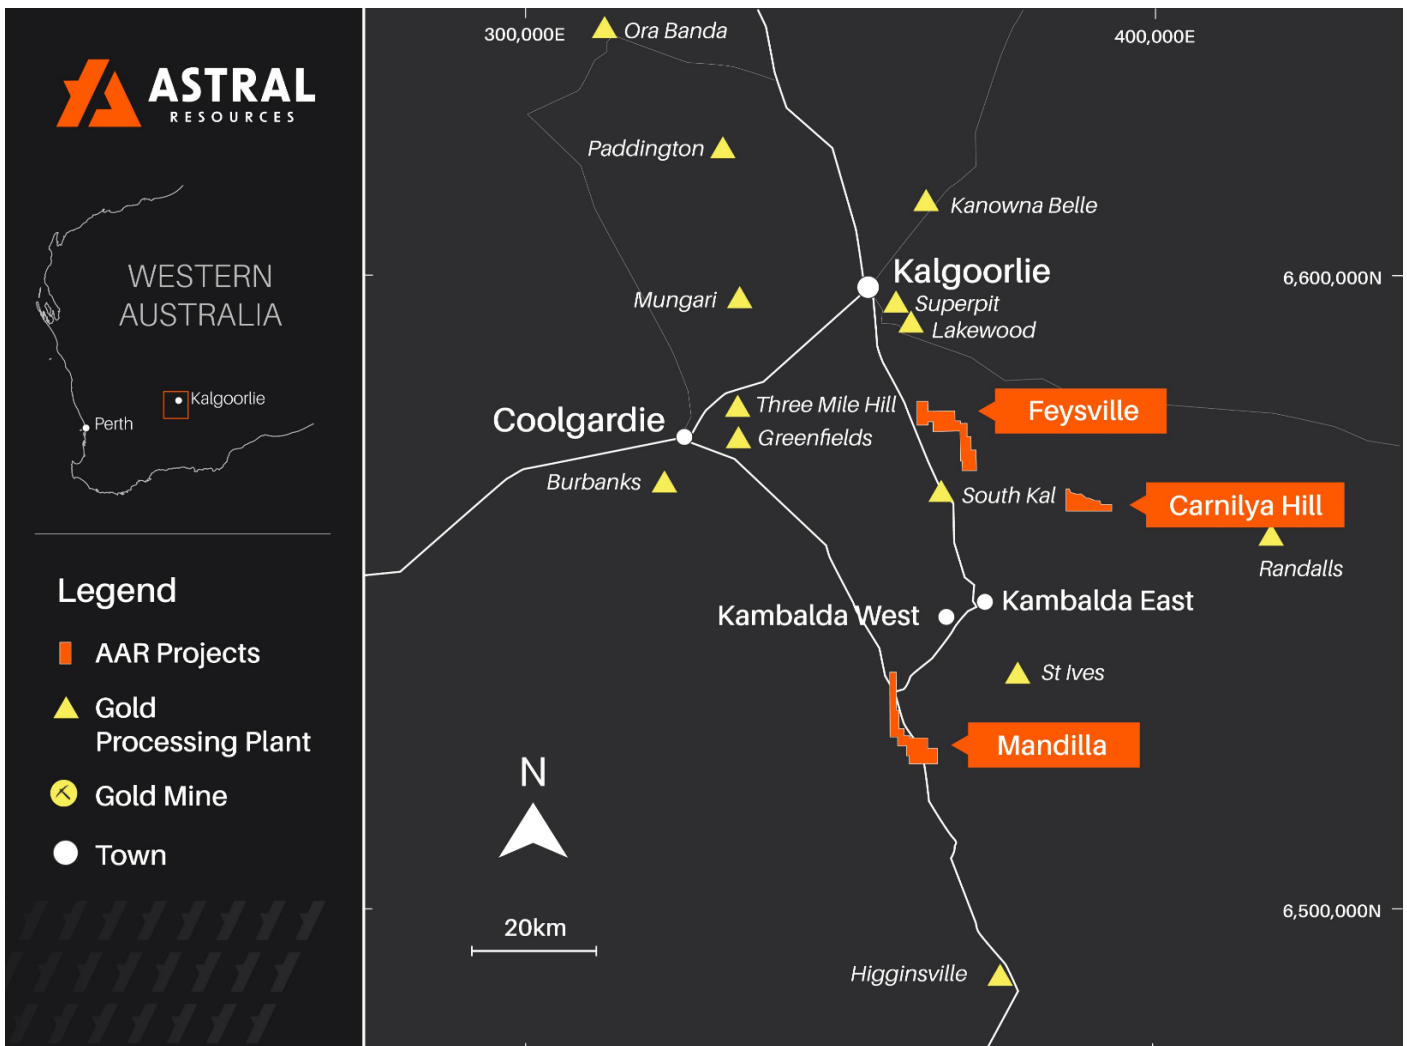 ASTRAL
RESOURCES
WESTERN
AUSTRALIA
Kalgoorlie
Perth
Legend
AAR Projects
Gold
Processing Plant
Gold Mine
Town
300,000E
Ora Banda
400,000E
Paddington
Kanowna Belle
Kalgoorlie
6,600,000N
Mungari
Superpit
Lakewood
Three Mile Hill
Feysville
Coolgardie
Greenfields
Burbanks
South Kal
Carnilya Hill
Randalls
Kambalda East
Kambalda West
St Ives
Mandilla
N
20km
6,500,000N
Higginsville